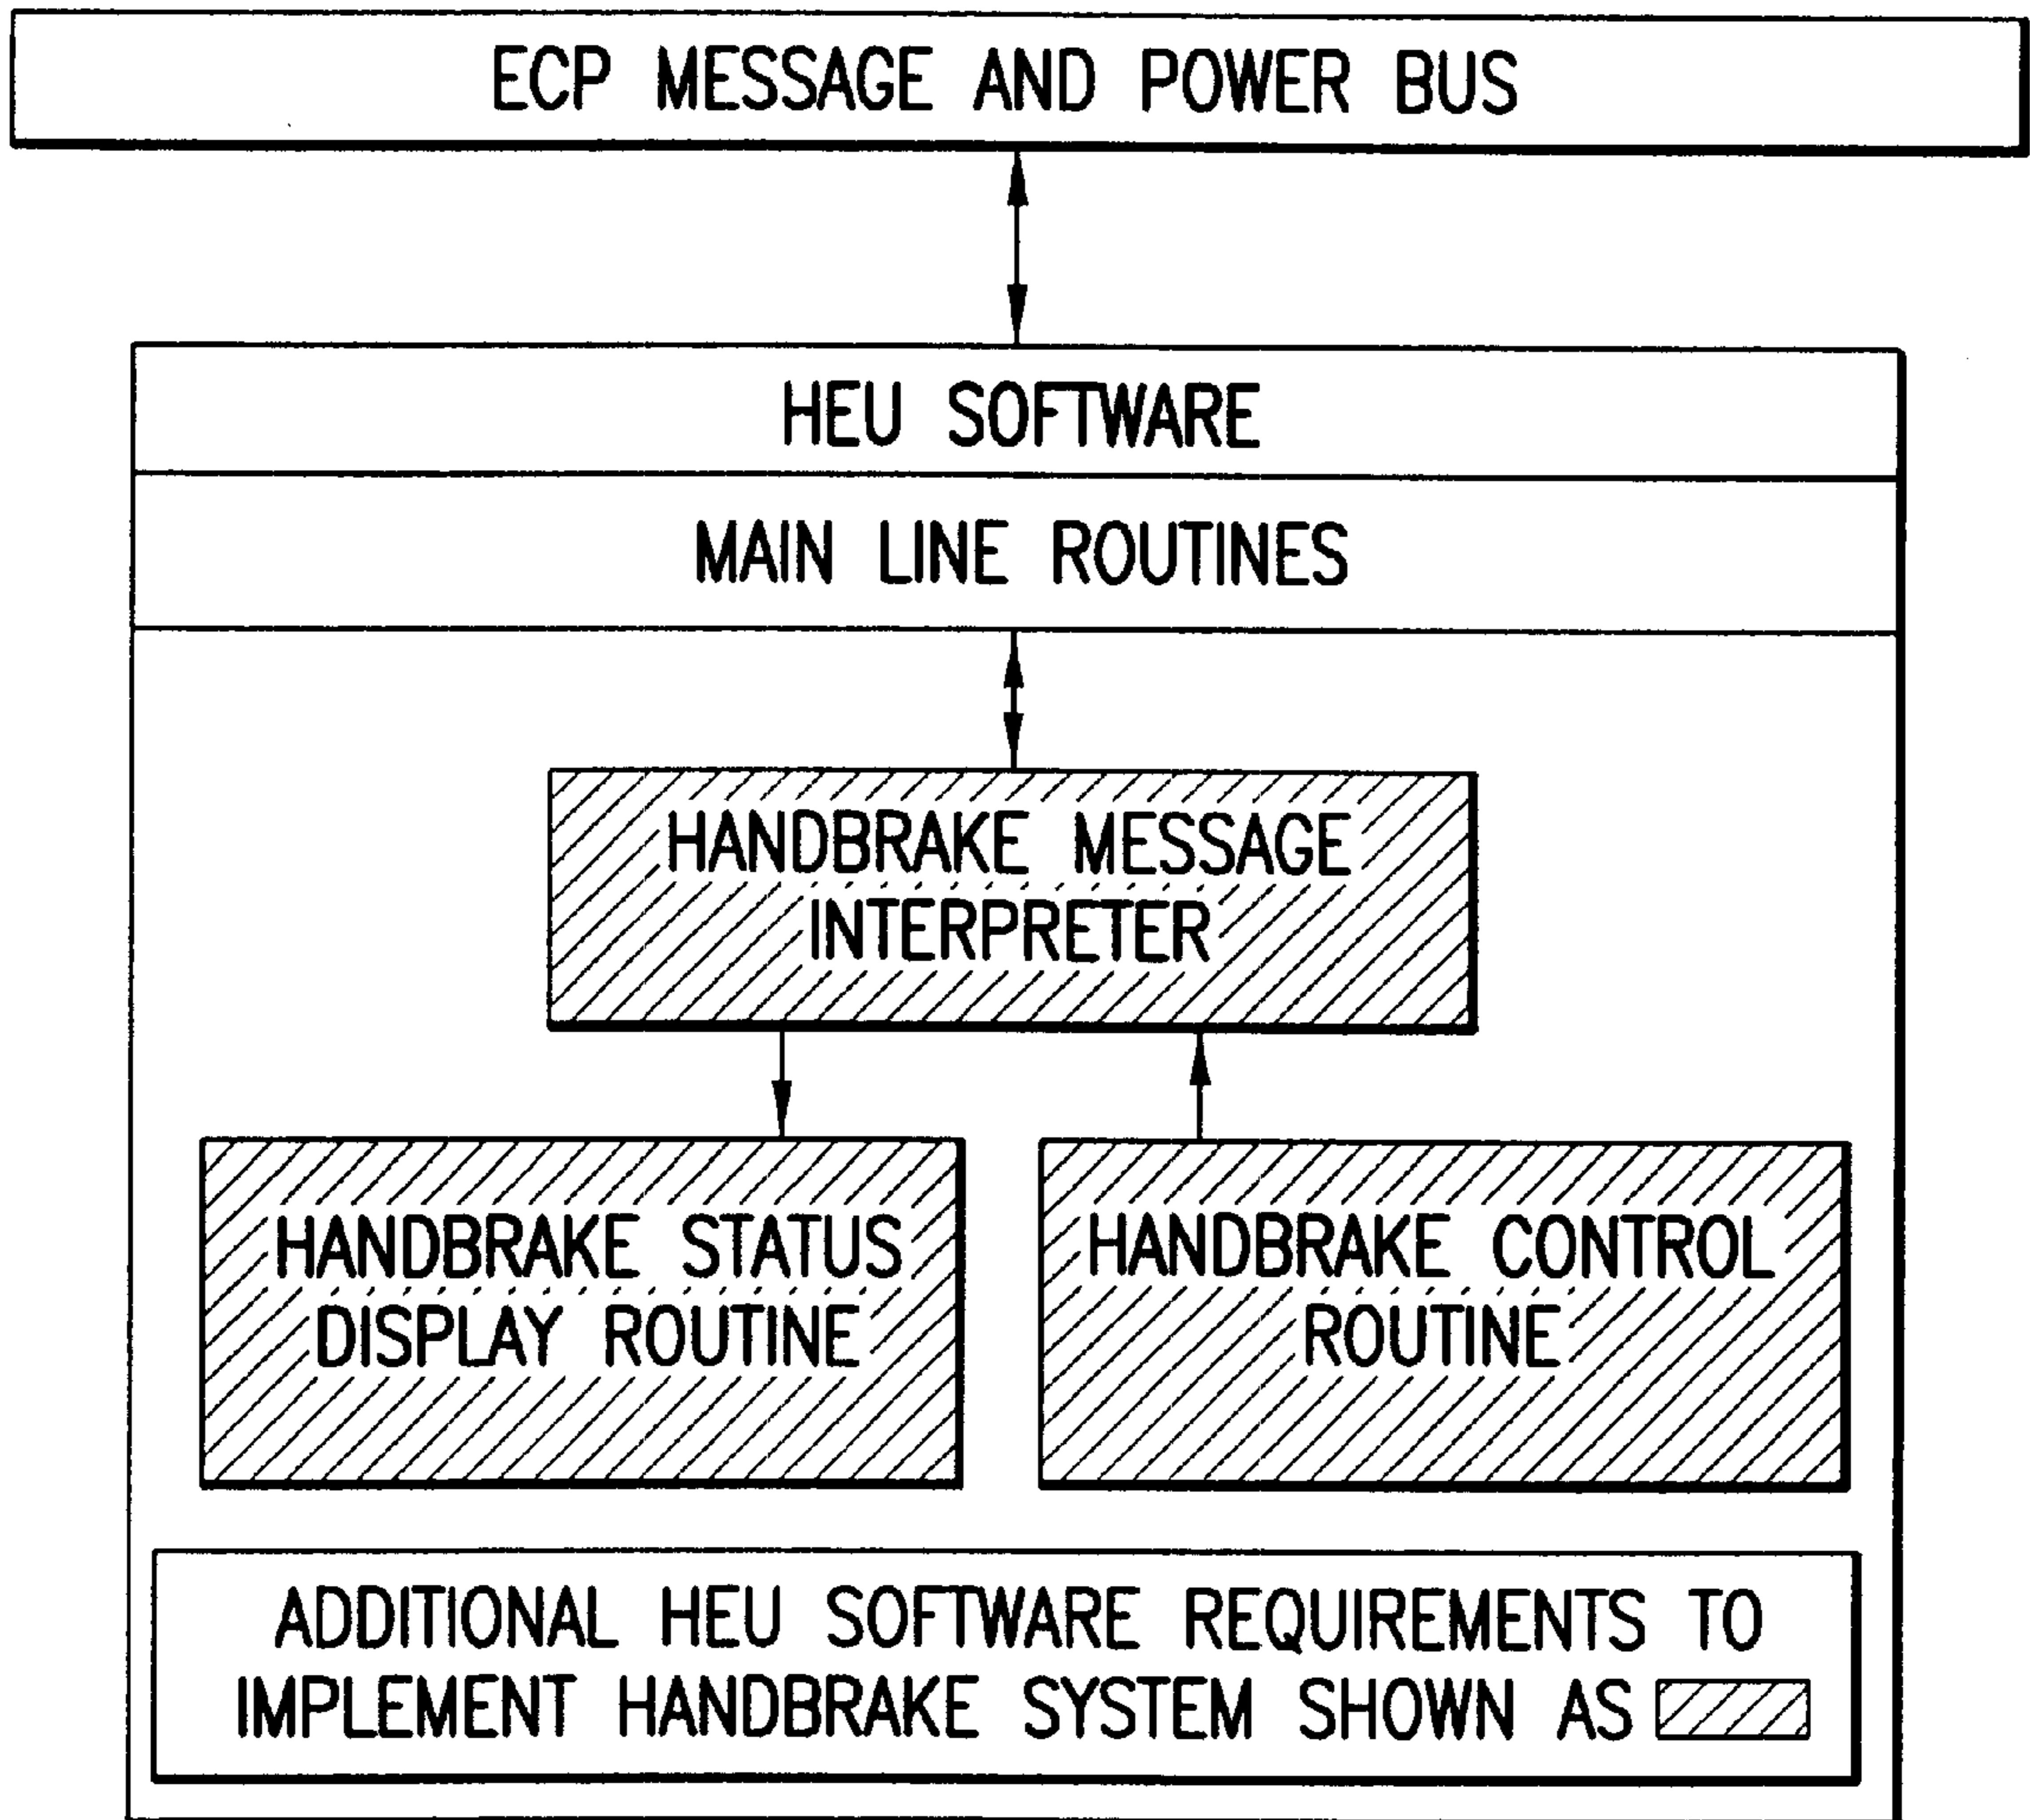 ECP MESSAGE AND POWER BUS
HEU SOFTWARE
MAIN LINE ROUTINES
HANDBRAKE MESSAGE
INTERPRETER
HANDBRAKE STATUS
DISPLAY ROUTINE
HANDBRAKE CONTROL
ROUTINE
ADDITIONAL HEU SOFTWARE REQUIREMENTS TO
IMPLEMENT HANDBRAKE SYSTEM SHOWN AS